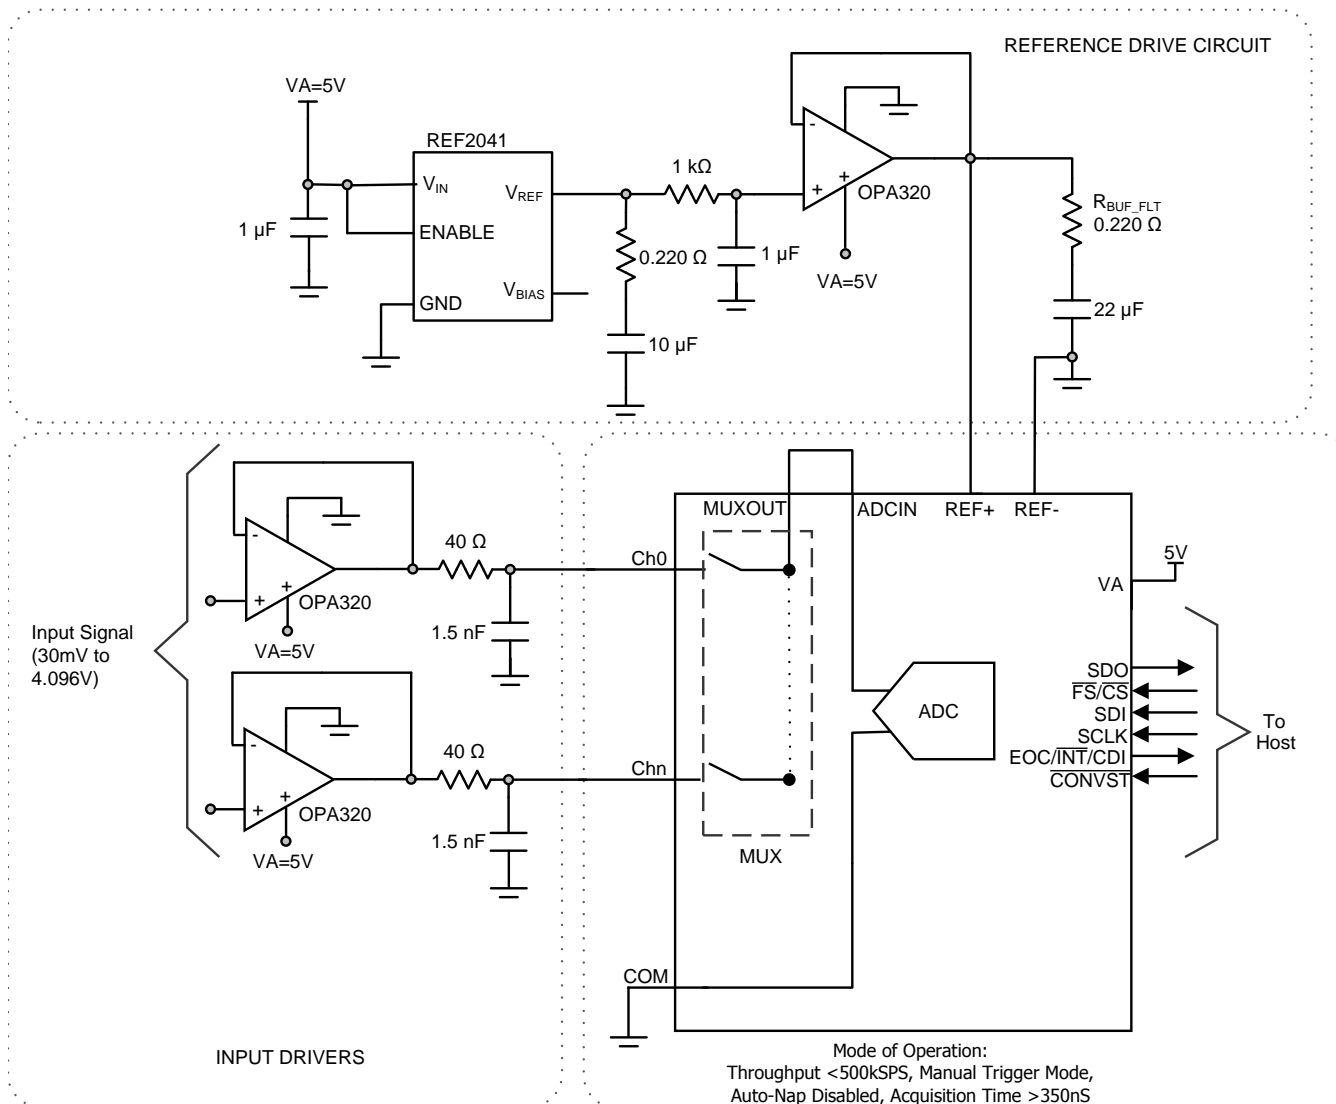 REFERENCE DRIVE CIRCUIT
VA=5V
REF2041
VIN
ENABLE
GND
VREF
VBIAS
1 µF
1 kΩ
0.220 Ω
10 µF
1 µF
-
+
+
OPA320
VA=5V
RBUF_FLT
0.220 Ω
22 µF
Input Signal
(30mV to
4.096V)
-
+
+
OPA320
VA=5V
40 Ω
1.5 nF
Ch0
-
+
+
OPA320
VA=5V
40 Ω
1.5 nF
Chn
INPUT DRIVERS
MUXOUT
ADCIN
REF+
REF-
MUX
ADC
COM
5V
VA
SDO
FS/CS
SDI
SCLK
EOC/INT/CDI
CONVST
To
Host
Mode of Operation:
Throughput <500kSPS, Manual Trigger Mode,
Auto-Nap Disabled, Acquisition Time >350nS